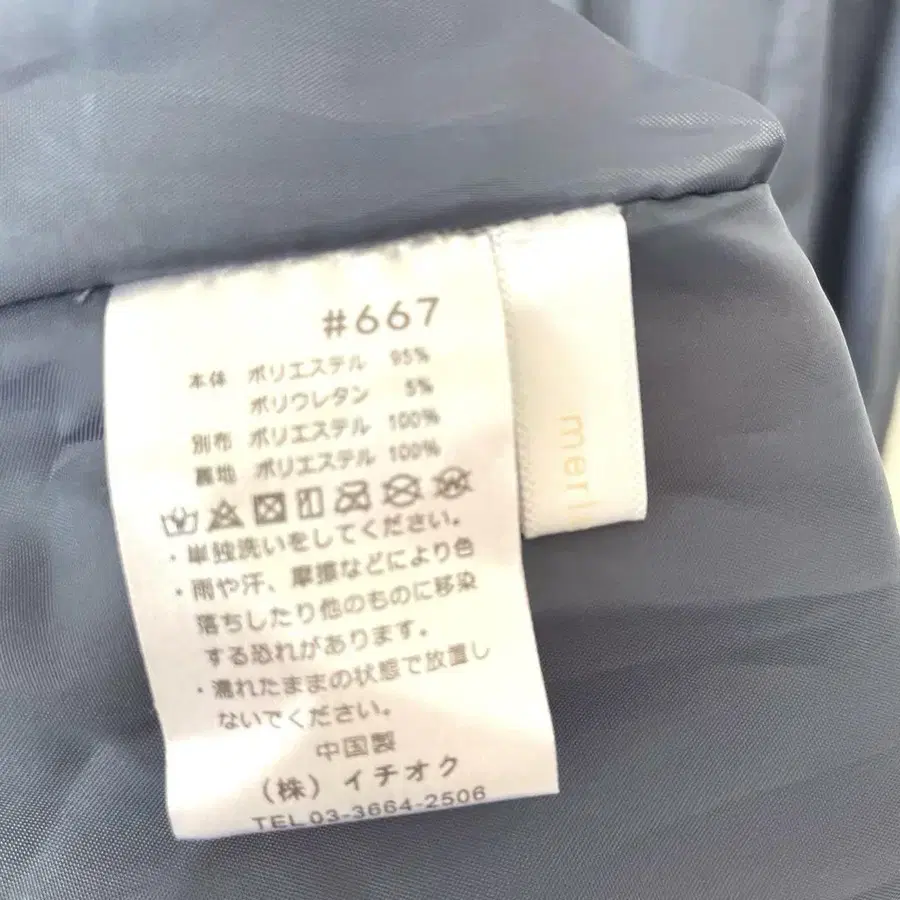 #667
本体 ポリエステル 95%
ポリウレタン 5%
別布 ポリエステル 100%
裏地 ポリエステル 100%
・単独洗いをしてください。
・雨や汗、摩擦などにより色
落ちしたり他のものに移染
する恐れがあります。
・濡れたままの状態で放置し
ないでください。
中国製
(株)イチオク
TEL03-3664-2506